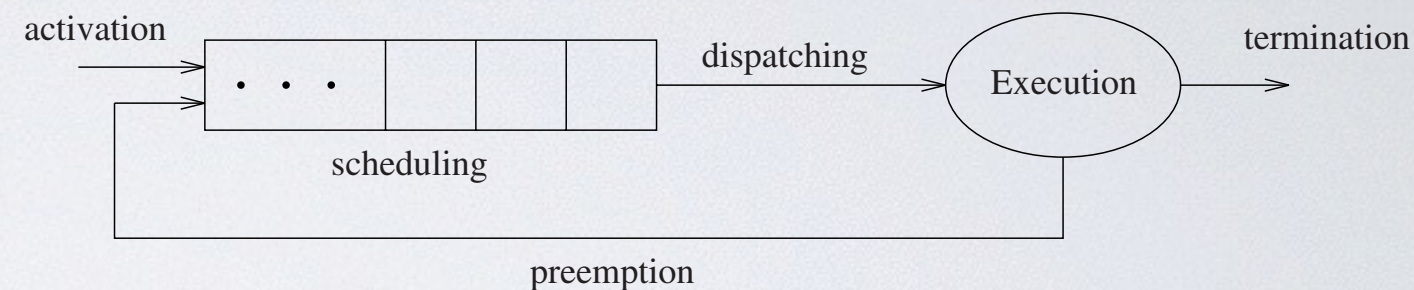 activation
termination
dispatching
Execution
scheduling
preemption